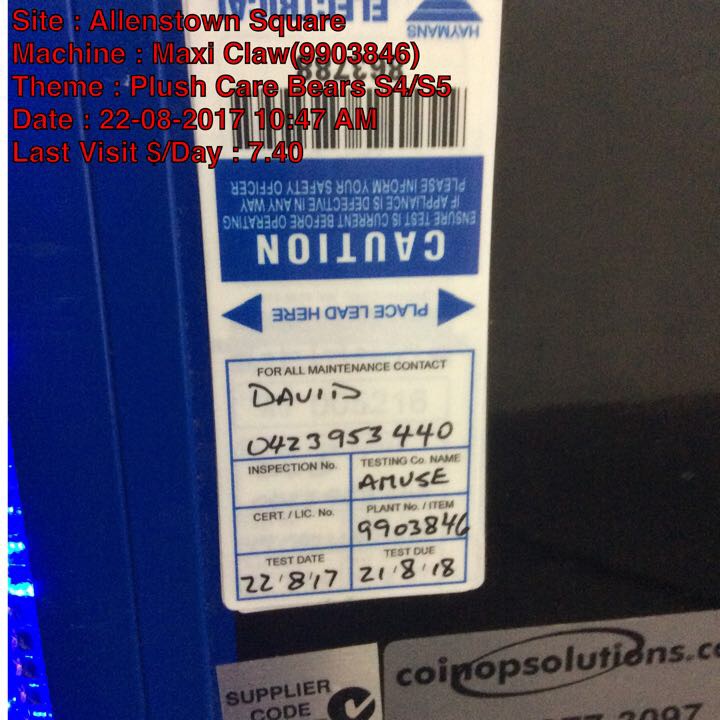 Site : Allenstown Square
Machine : Maxi Claw(9903846)
Theme : Plush Care Bears S4/S5
Date : 22-08-2017 10:47 AM
Last Visit $/Day : 7.40
HAYMANS
ELECTRICAL
CAUTION
ENSURE TEST IS CURRENT BEFORE OPERATING
IF APPLIANCE IS DEFECTIVE IN ANY WAY
PLEASE INFORM YOUR SAFETY OFFICER
PLACE LEAD HERE
FOR ALL MAINTENANCE CONTACT
DAVID
0423953440
INSPECTION No.
TESTING Co. NAME
AMUSE
CERT. / LIC. No.
PLANT No. / ITEM
9903846
TEST DATE
TEST DUE
22'8'17
21'8'18
SUPPLIER
CODE
coinopsolutions.c